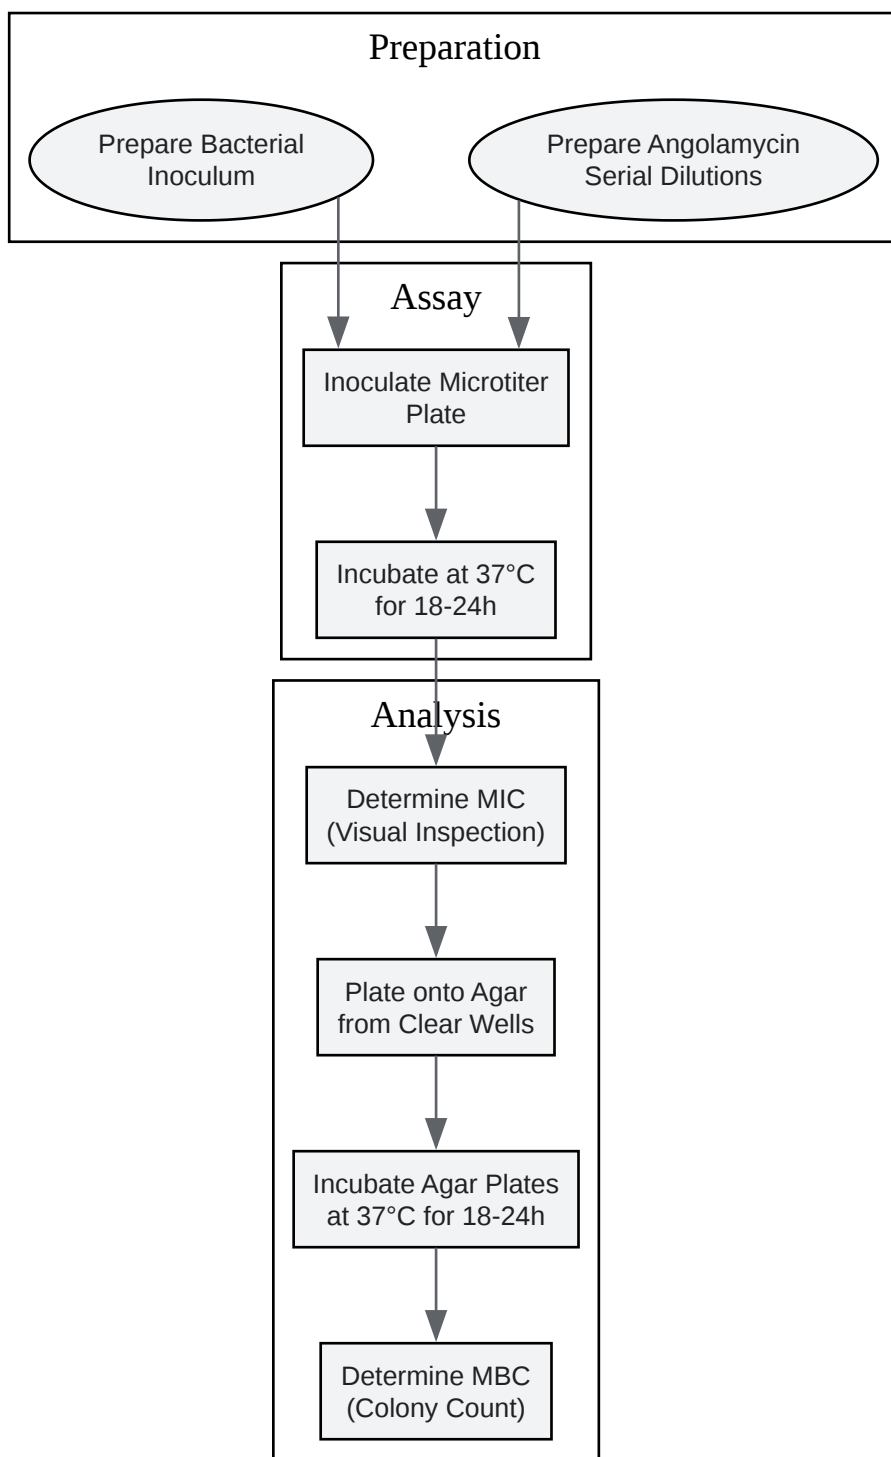 Preparation
Prepare Bacterial
Inoculum
Prepare Angolamycin
Serial Dilutions
Assay
Inoculate Microtiter
Plate
Incubate at 37°C
for 18-24h
Analysis
Determine MIC
(Visual Inspection)
Plate onto Agar
from Clear Wells
Incubate Agar Plates
at 37°C for 18-24h
Determine MBC
(Colony Count)